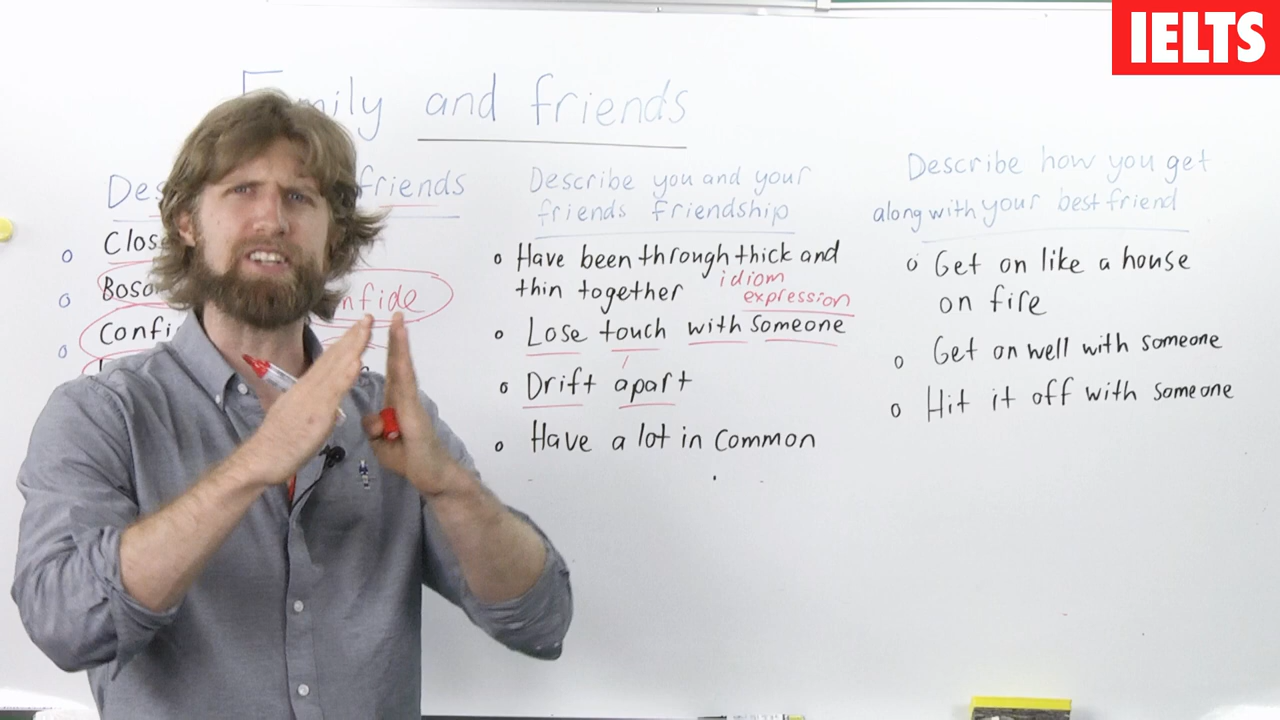 IELTS
and friends
friends
confide
Describe you and your
friends friendship
Have been through thick and
thin together
idiom
expression
Lose touch with someone
Drift apart
Have a lot in common
Describe how you get
along with your best friend
Get on like a house
on fire
Get on well with someone
Hit it off with someone